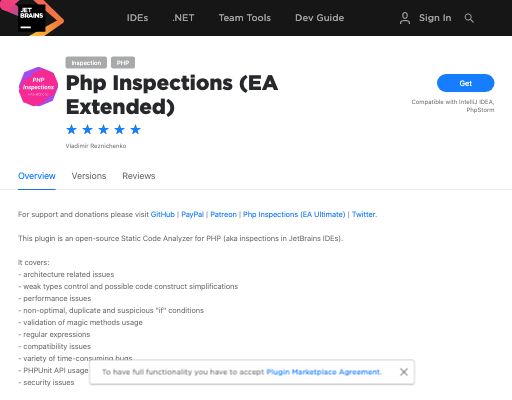 JET
BRAINS
IDEs .NET Team Tools Dev Guide Sign In
Inspection PHP
PHP
Inspections
Php Inspections (EA
Extended)
Get
Compatible with IntelliJ IDEA,
PhpStorm
Vladimir Reznichenko
Overview Versions Reviews
For support and donations please visit GitHub | PayPal | Patreon | Php Inspections (EA Ultimate) | Twitter.
This plugin is an open-source Static Code Analyzer for PHP (aka inspections in JetBrains IDEs).
It covers:
- architecture related issues
- weak types control and possible code construct simplifications
- performance issues
- non-optimal, duplicate and suspicious "if" conditions
- validation of magic methods usage
- regular expressions
- compatibility issues
- variety of time-consuming bugs
- PHPUnit API usage
- security issues
To have full functionality you have to accept Plugin Marketplace Agreement.